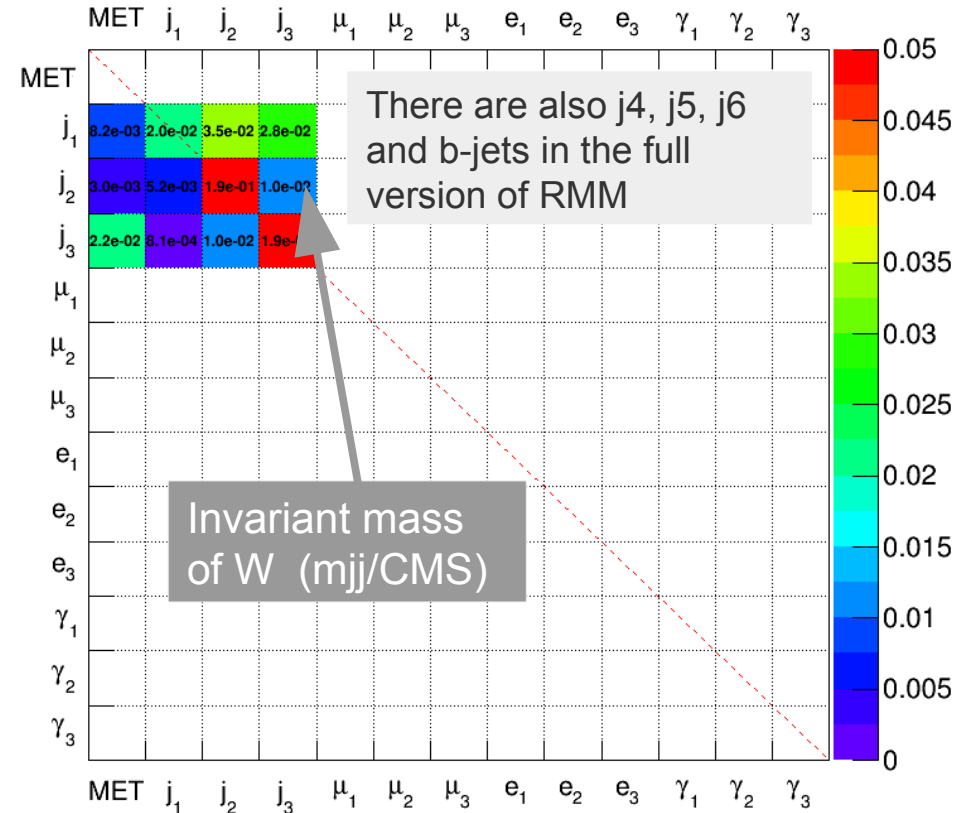 MET j1 j2 j3 μ1 μ2 μ3 e1 e2 e3 γ1 γ2 γ3
MET
j1
j2
j3
μ1
μ2
μ3
e1
e2
e3
γ1
γ2
γ3
8.2e-03 2.0e-02 3.5e-02 2.8e-02
3.0e-03 5.2e-03 1.9e-01 1.0e-02
2.2e-02 8.1e-04 1.0e-02
There are also j4, j5, j6
and b-jets in the full
version of RMM
Invariant mass
of W (mjj/CMS)
0.05
0.045
0.04
0.035
0.03
0.025
0.02
0.015
0.01
0.005
0
MET j1 j2 j3 μ1 μ2 μ3 e1 e2 e3 γ1 γ2 γ3